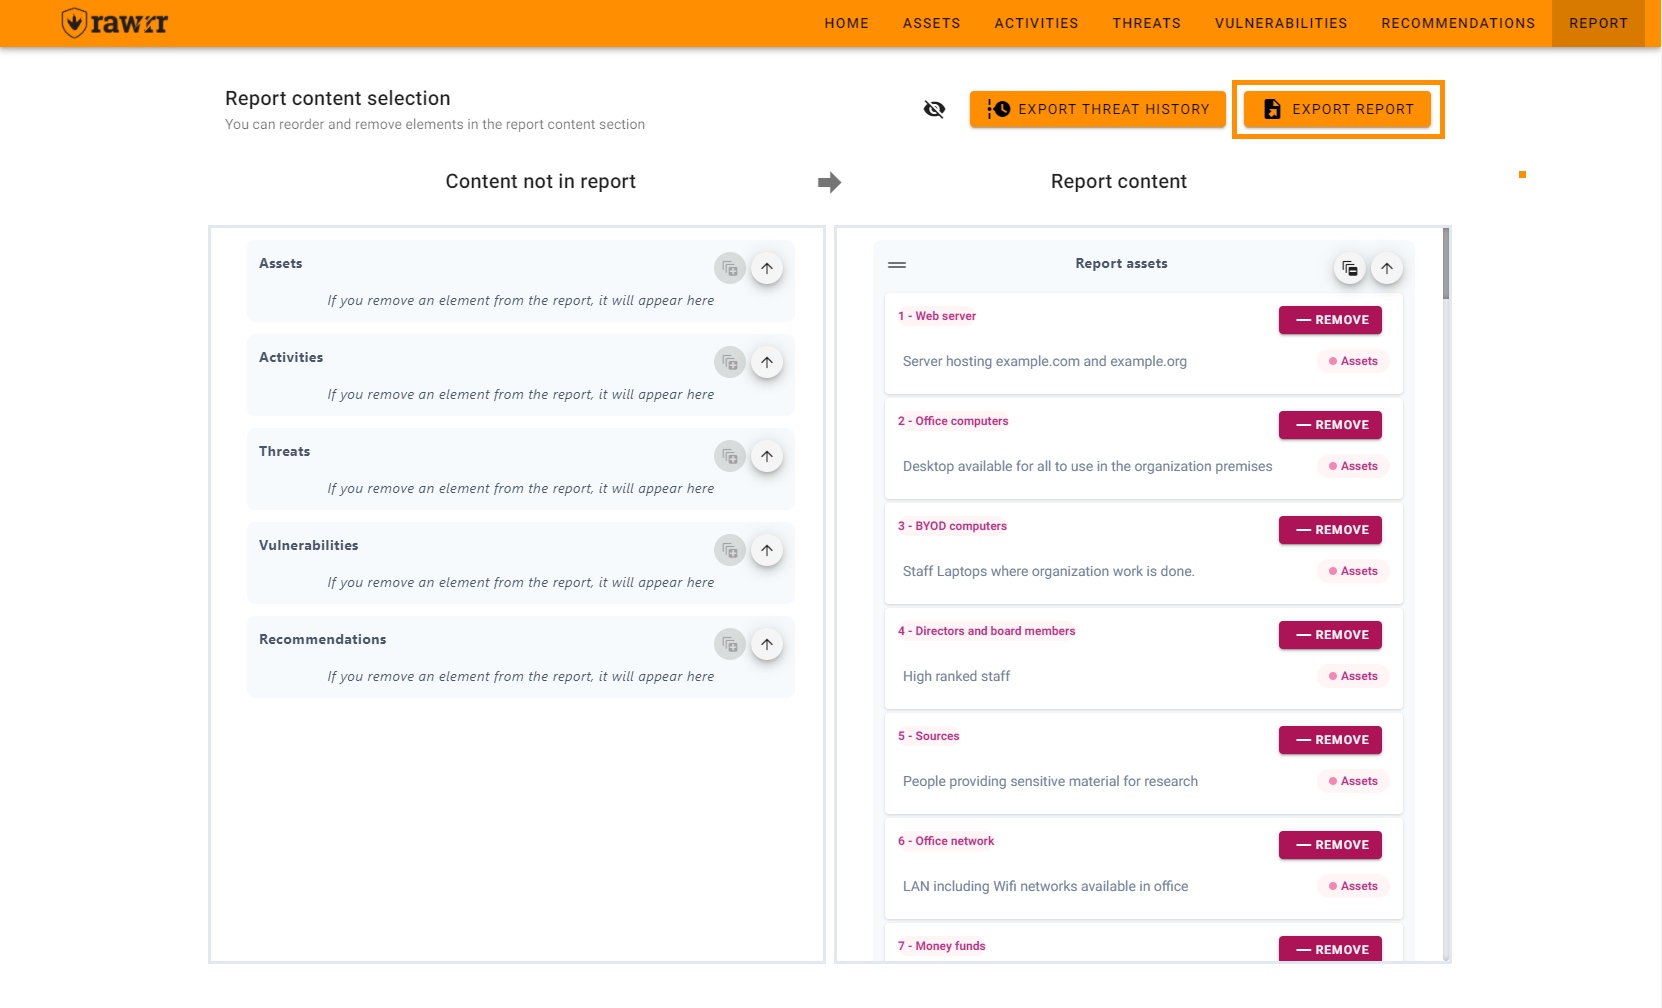 rawrr
HOME ASSETS ACTIVITIES THREATS VULNERABILITIES RECOMMENDATIONS REPORT
Report content selection
You can reorder and remove elements in the report content section
EXPORT THREAT HISTORY
EXPORT REPORT
Content not in report
Report content
Assets
If you remove an element from the report, it will appear here
Activities
If you remove an element from the report, it will appear here
Threats
If you remove an element from the report, it will appear here
Vulnerabilities
If you remove an element from the report, it will appear here
Recommendations
If you remove an element from the report, it will appear here
Report assets
1 - Web server
REMOVE
Server hosting example.com and example.org
Assets
2 - Office computers
REMOVE
Desktop available for all to use in the organization premises
Assets
3 - BYOD computers
REMOVE
Staff Laptops where organization work is done.
Assets
4 - Directors and board members
REMOVE
High ranked staff
Assets
5 - Sources
REMOVE
People providing sensitive material for research
Assets
6 - Office network
REMOVE
LAN including Wifi networks available in office
Assets
7 - Money funds
REMOVE